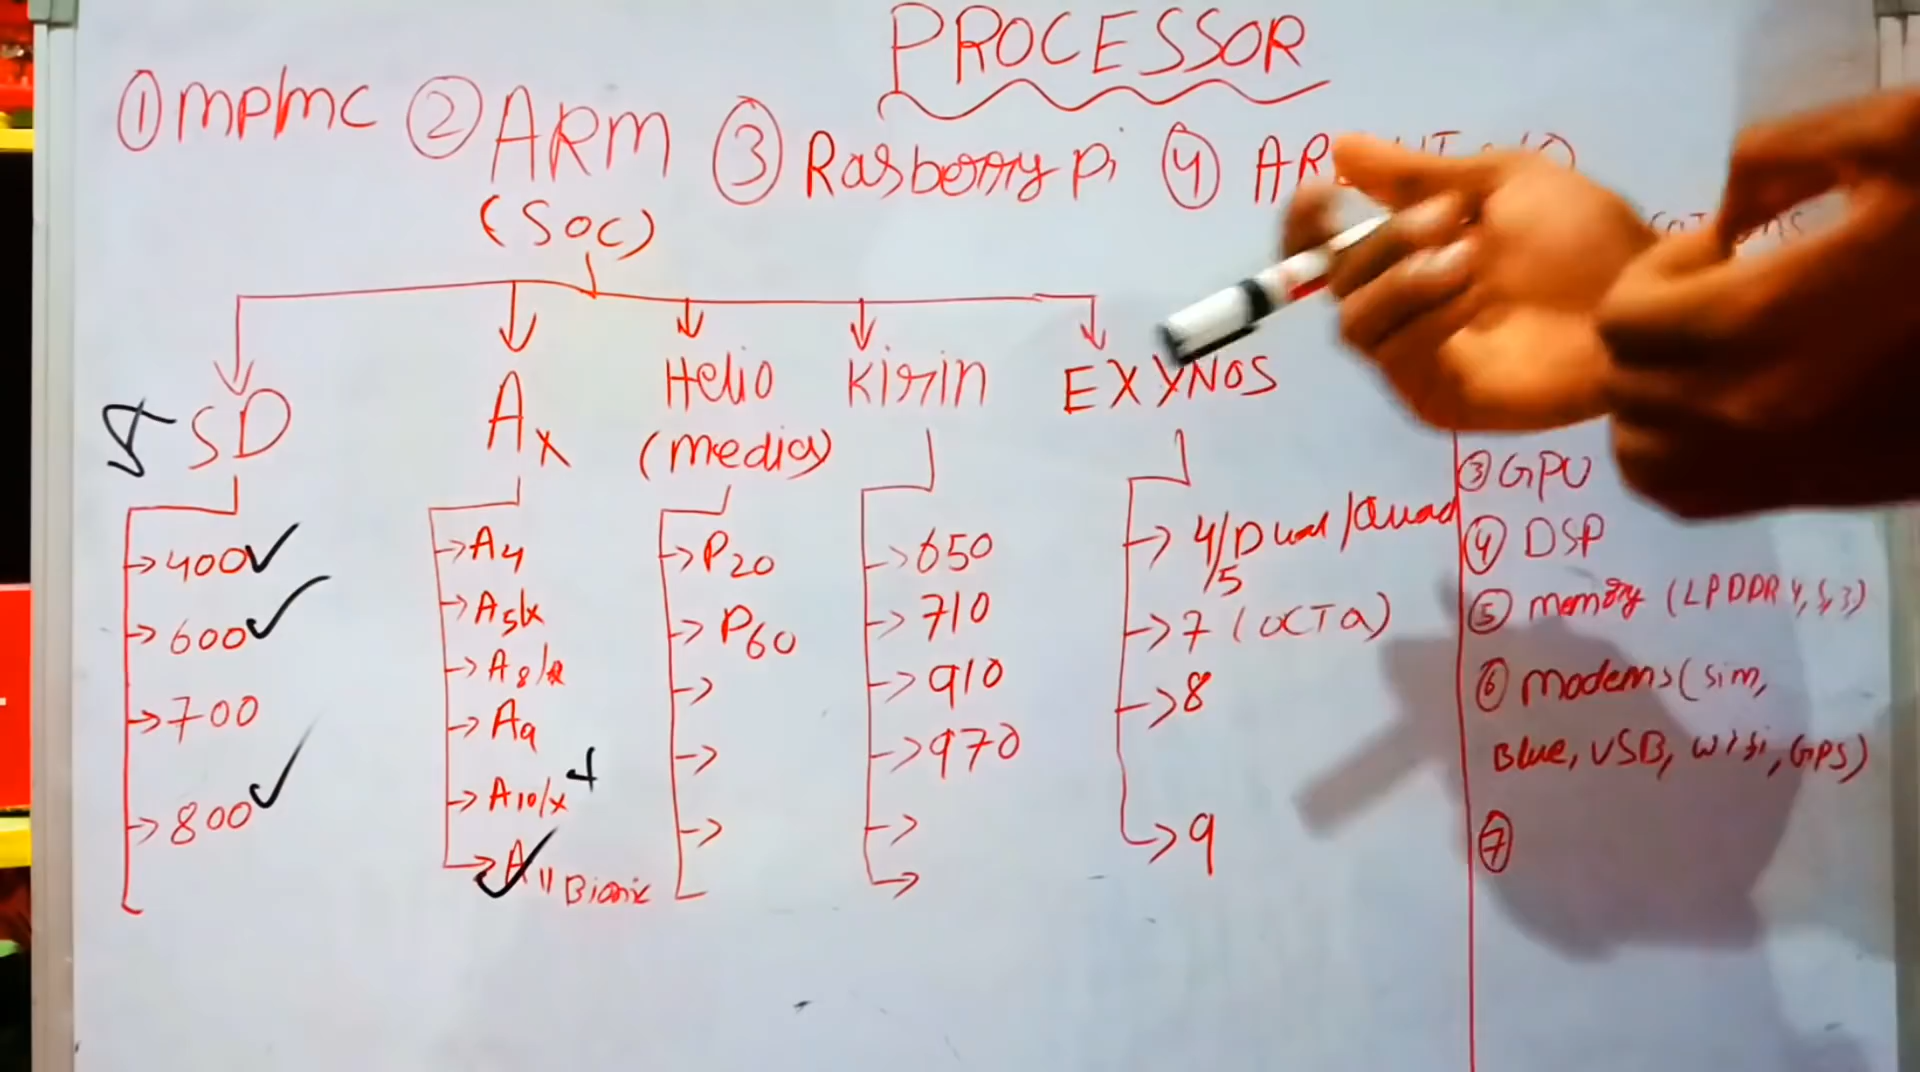 PROCESSOR
① mp/mc ② ARM ③ Rasberry Pi ④
(SOC)
SD
Ax
Helio
(media)
Kirin
EXYNOS
→ 400 ✓
→ 600 ✓
→ 700
→ 800 ✓
→ A4
→ A5/x
→ A8/x
→ A9
→ A10/x +
→ A11 Bionic
→ P20
→ P60
→ 650
→ 710
→ 910
→ 970
→ 4/Dual/Quad
/5
→ 7 (OCTA)
→ 8
→ 9
③ GPU
④ DSP
⑤ memory (LPDDR 4, 5, 3)
⑥ modems (sim,
Blue, USB, wifi, GPS)
⑦